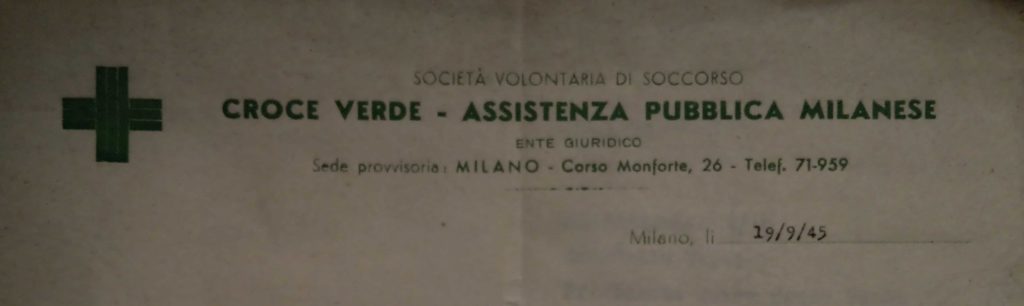 SOCIETÀ VOLONTARIA DI SOCCORSO
CROCE VERDE - ASSISTENZA PUBBLICA MILANESE
ENTE GIURIDICO
Sede provvisoria: MILANO - Corso Monforte, 26 - Telef. 71-959
Milano, li 19/9/45